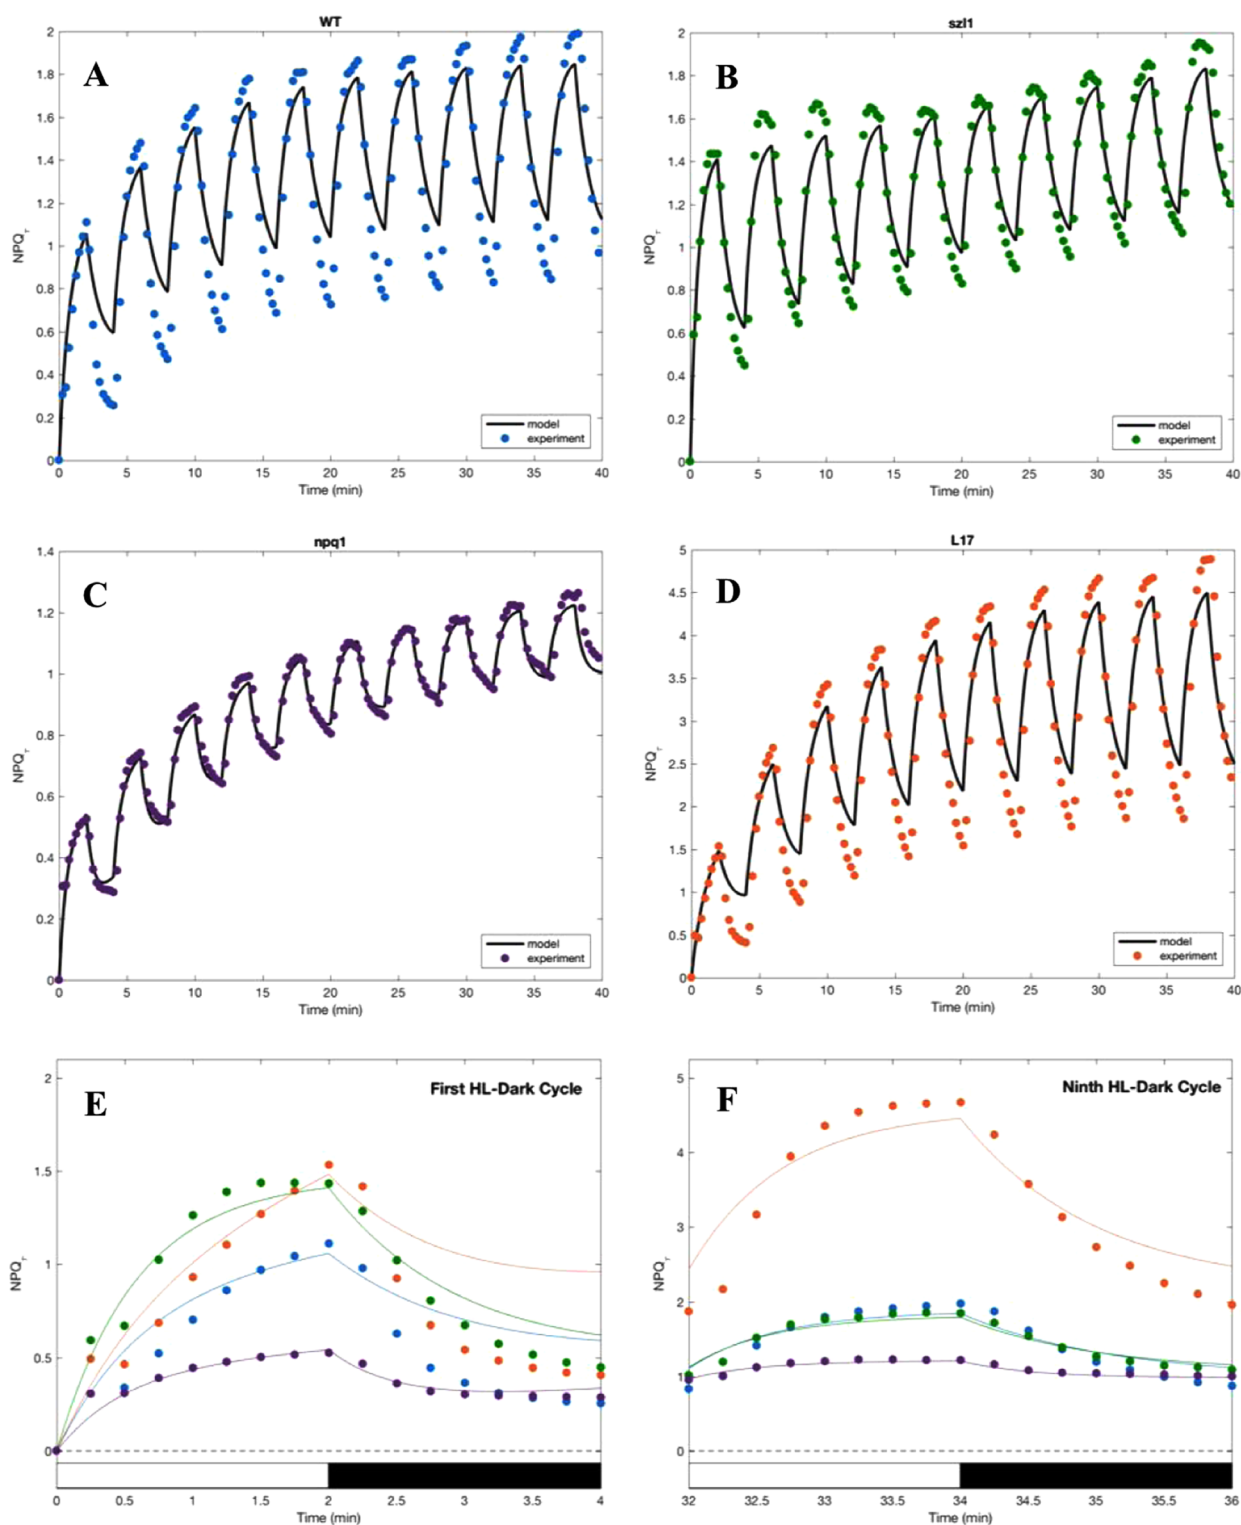 WT
A
2
1.8
1.6
1.4
1.2
1
0.8
0.6
0.4
0.2
0
NPQτ
model
experiment
0 5 10 15 20 25 30 35 40
Time (min)
szl1
B
2
1.8
1.6
1.4
1.2
1
0.8
0.6
0.4
0.2
0
NPQτ
model
experiment
0 5 10 15 20 25 30 35 40
Time (min)
npq1
C
1.4
1.2
1
0.8
0.6
0.4
0.2
0
NPQτ
model
experiment
0 5 10 15 20 25 30 35 40
Time (min)
L17
D
5
4.5
4
3.5
3
2.5
2
1.5
1
0.5
0
NPQτ
model
experiment
0 5 10 15 20 25 30 35 40
Time (min)
First HL-Dark Cycle
E
2
1.5
1
0.5
0
NPQτ
0 0.5 1 1.5 2 2.5 3 3.5 4
Time (min)
Ninth HL-Dark Cycle
F
5
4
3
2
1
0
NPQτ
32 32.5 33 33.5 34 34.5 35 35.5 36
Time (min)